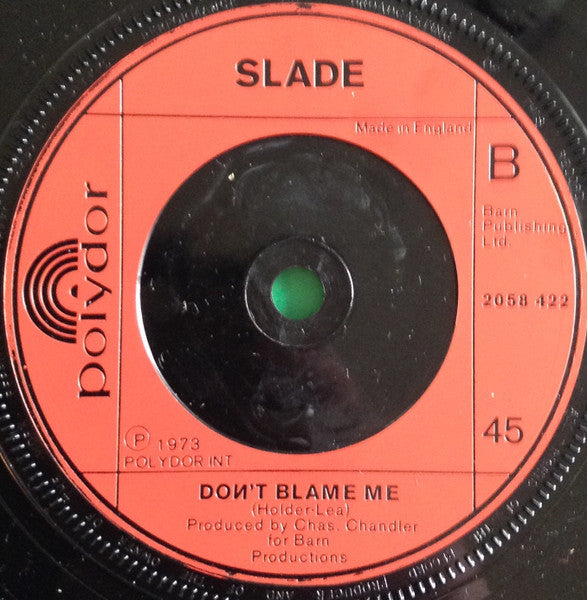 SLADE
Made in England
B
Barn
Publishing
Ltd.
2058 422
polydor
45
Ⓟ 1973
POLYDOR INT
DON'T BLAME ME
(Holder-Lea)
Produced by Chas. Chandler
for Barn
Productions